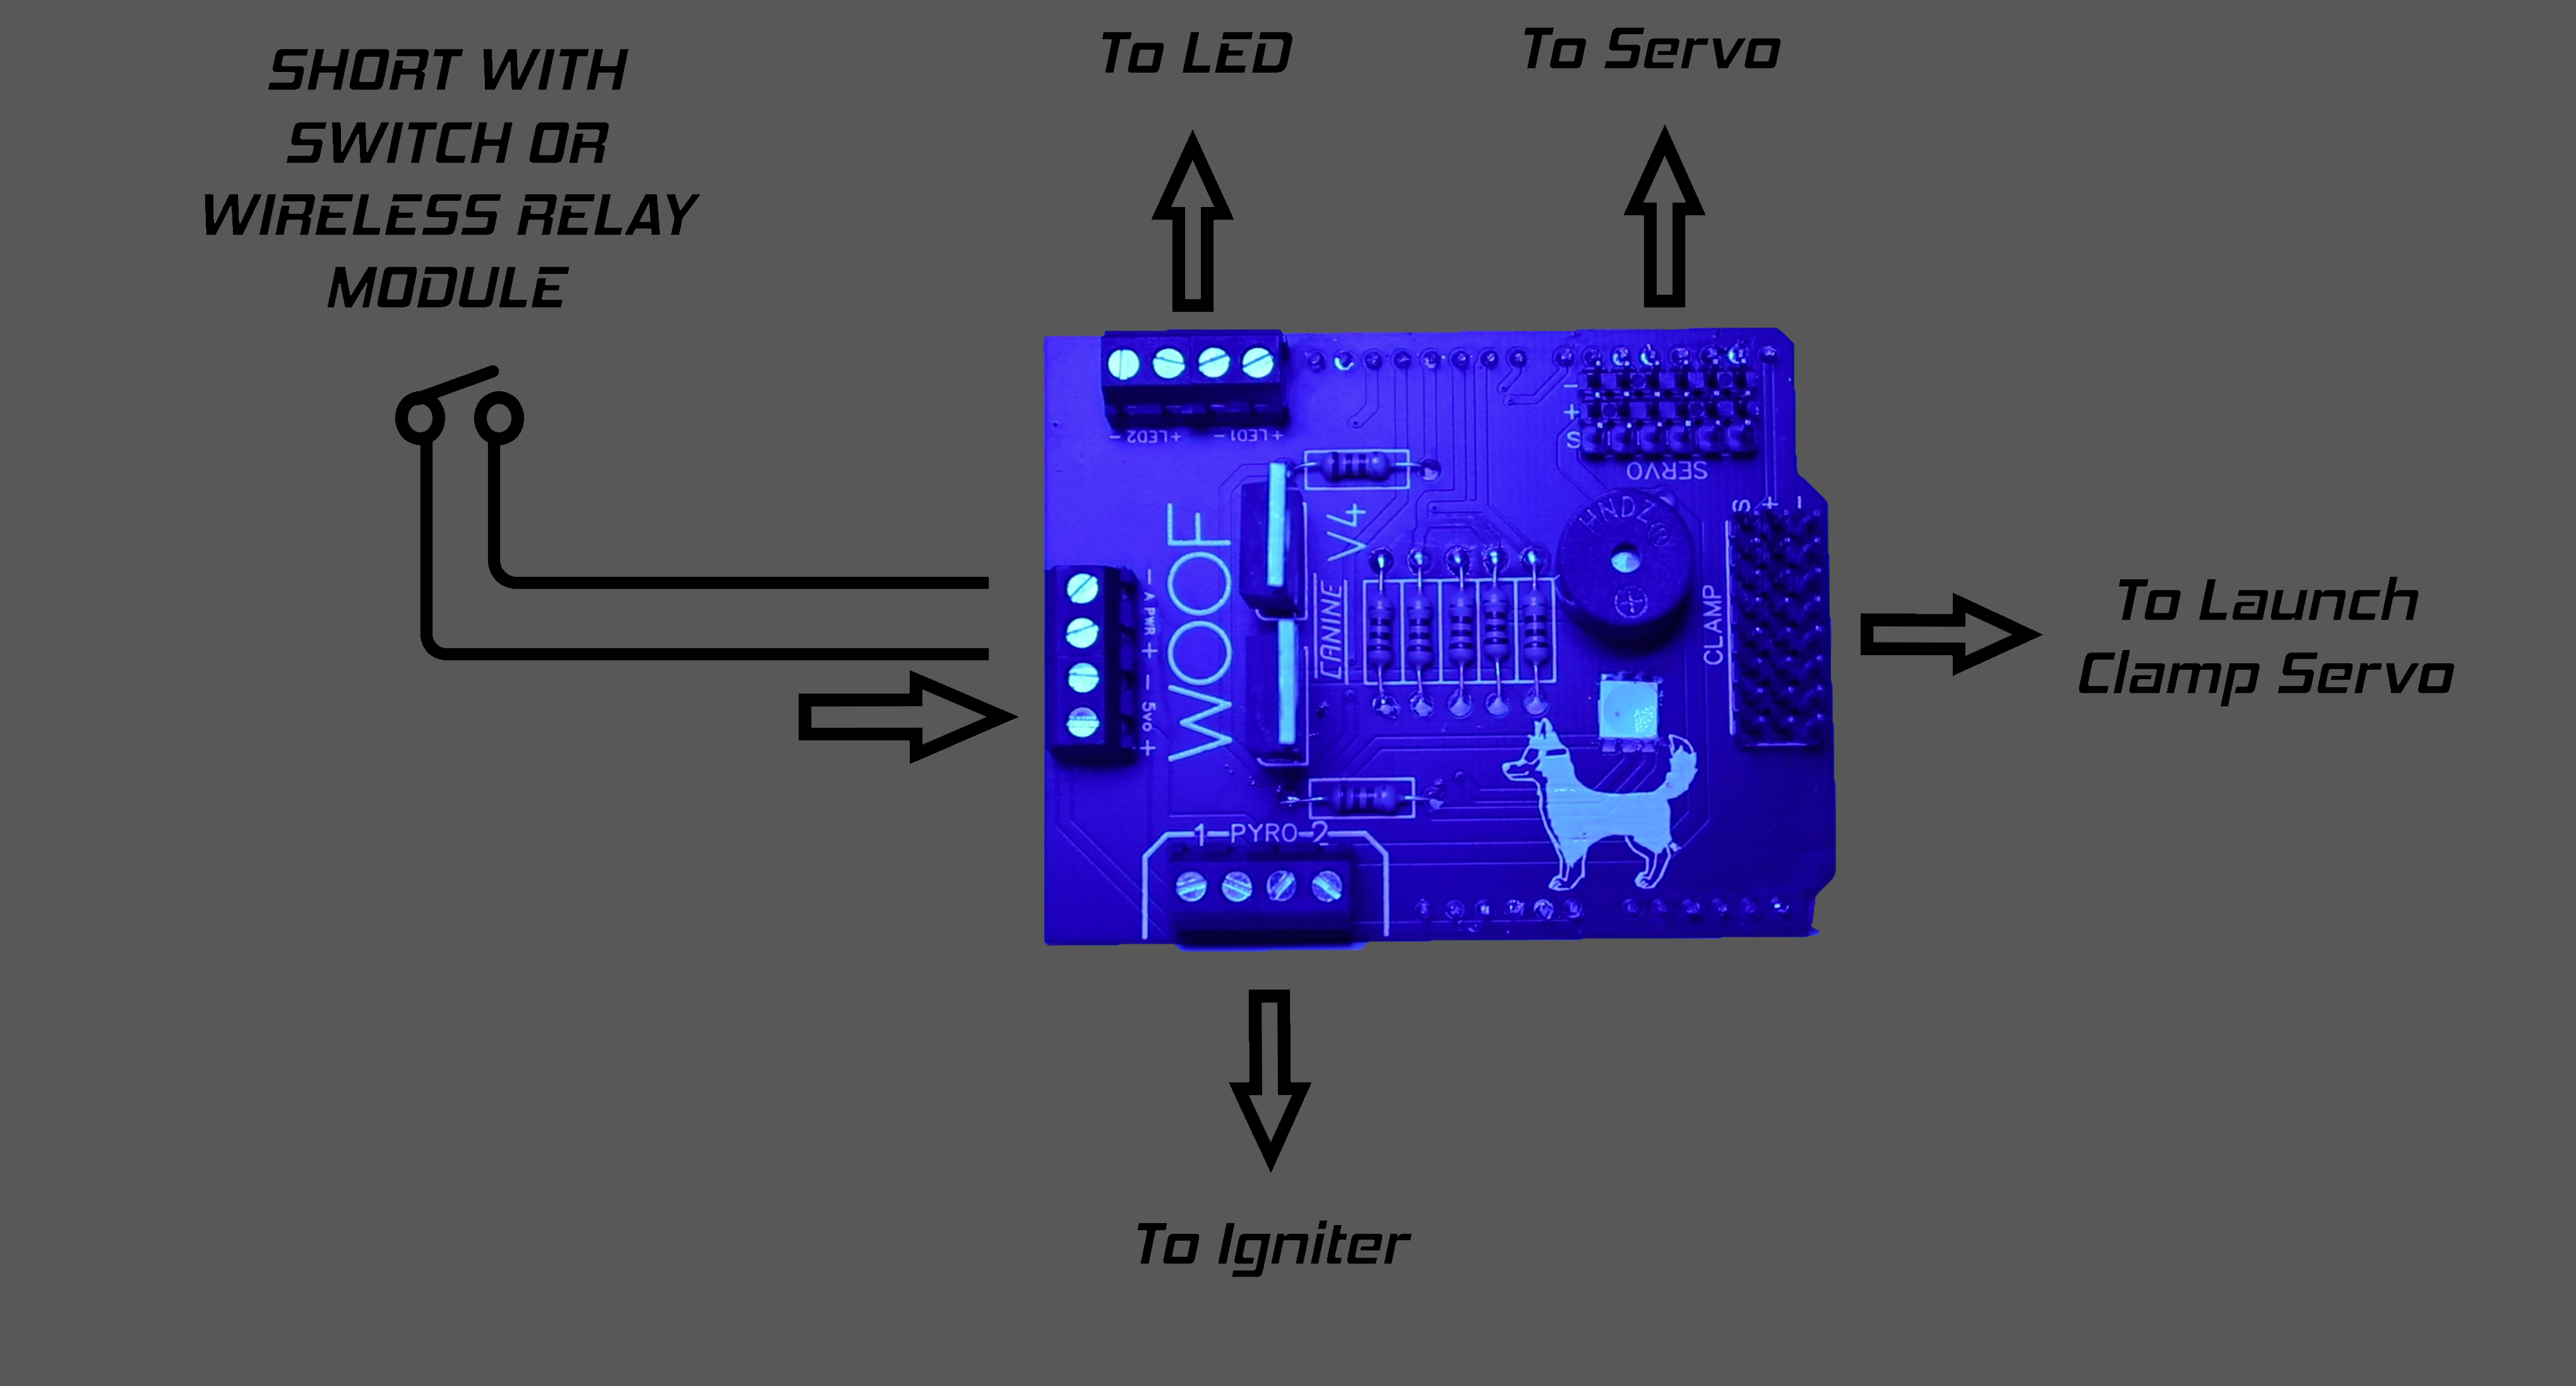 SHORT WITH
SWITCH OR
WIRELESS RELAY
MODULE
To LED
To Servo
- LED2+ - LED1+
- + S
SERVO
S + -
CLAMP
HNDZ
V4
CANINE
WOOF
- A PWR + - 5vo +
1-PYRO-2
To Launch
Clamp Servo
To Igniter